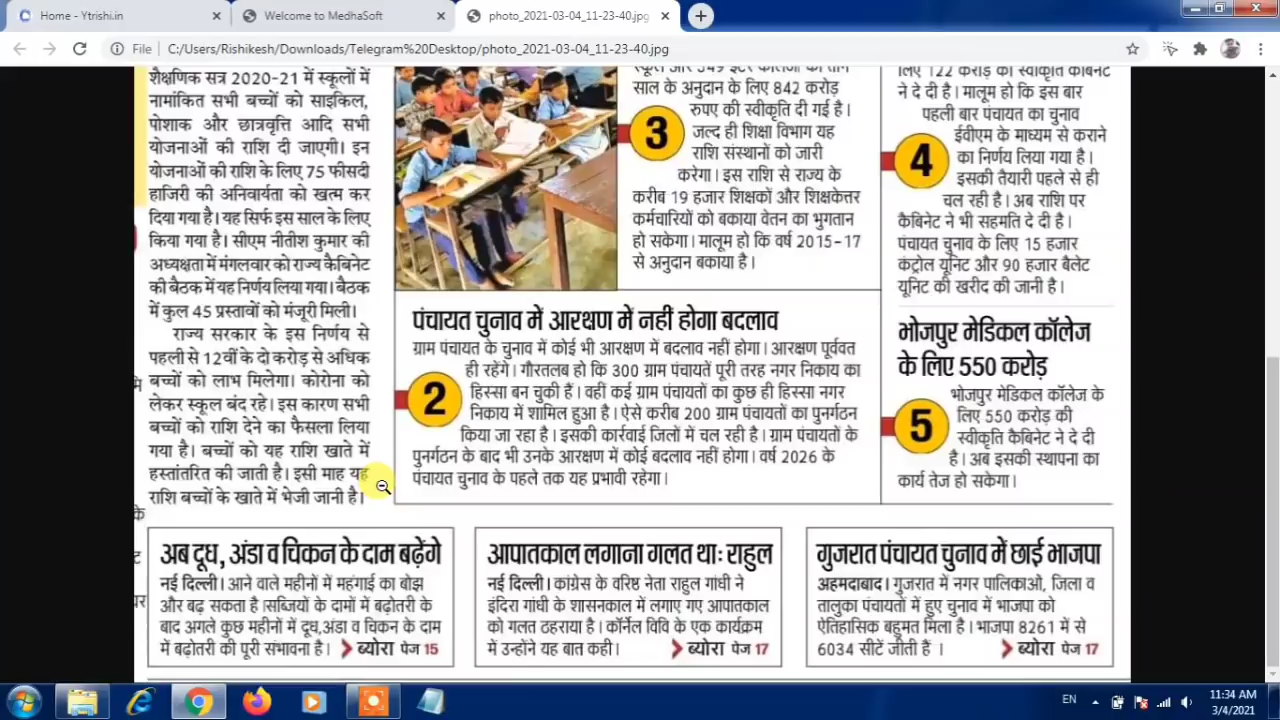 Home - Ytrishi.in
Welcome to MedhaSoft
photo_2021-03-04_11-23-40.jpg
File
C:/Users/Rishikesh/Downloads/Telegram%20Desktop/photo_2021-03-04_11-23-40.jpg
शैक्षणिक सत्र 2020-21 में स्कूलों में
नामांकित सभी बच्चों को साइकिल,
पोशाक और छात्रवृत्ति आदि सभी
योजनाओं की राशि दी जाएगी। इन
योजनाओं की राशि के लिए 75 फीसदी
हाजिरी की अनिवार्यता को खत्म कर
दिया गया है। यह सिर्फ इस साल के लिए
किया गया है। सीएम नीतीश कुमार की
अध्यक्षता में मंगलवार को राज्य कैबिनेट
की बैठक में यह निर्णय लिया गया। बैठक
में कुल 45 प्रस्तावों को मंजूरी मिली।
राज्य सरकार के इस निर्णय से
पहली से 12वीं के दो करोड़ से अधिक
बच्चों को लाभ मिलेगा। कोरोना को
लेकर स्कूल बंद रहे। इस कारण सभी
बच्चों को राशि देने का फैसला लिया
गया है। बच्चों को यह राशि खाते में
हस्तांतरित की जाती है। इसी माह यह
राशि बच्चों के खाते में भेजी जानी है।
साल के अनुदान के लिए 842 करोड़
रुपए की स्वीकृति दी गई है।
3
जल्द ही शिक्षा विभाग यह
राशि संस्थानों को जारी
करेगा। इस राशि से राज्य के
करीब 19 हजार शिक्षकों और शिक्षकेत्तर
कर्मचारियों को बकाया वेतन का भुगतान
हो सकेगा। मालूम हो कि वर्ष 2015-17
से अनुदान बकाया है।
लिए 122 करोड़ की स्वीकृति कैबिनेट
ने दे दी है। मालूम हो कि इस बार
पहली बार पंचायत का चुनाव
4
ईवीएम के माध्यम से कराने
का निर्णय लिया गया है।
इसकी तैयारी पहले से ही
चल रही है। अब राशि पर
कैबिनेट ने भी सहमति दे दी है।
पंचायत चुनाव के लिए 15 हजार
कंट्रोल यूनिट और 90 हजार बैलेट
यूनिट की खरीद की जानी है।
पंचायत चुनाव में आरक्षण में नहीं होगा बदलाव
ग्राम पंचायत के चुनाव में कोई भी आरक्षण में बदलाव नहीं होगा। आरक्षण पूर्ववत
ही रहेंगे। गौरतलब हो कि 300 ग्राम पंचायतें पूरी तरह नगर निकाय का
2
हिस्सा बन चुकी हैं। वहीं कई ग्राम पंचायतों का कुछ ही हिस्सा नगर
निकाय में शामिल हुआ है। ऐसे करीब 200 ग्राम पंचायतों का पुनर्गठन
किया जा रहा है। इसकी कार्रवाई जिलों में चल रही है। ग्राम पंचायतों के
पुनर्गठन के बाद भी उनके आरक्षण में कोई बदलाव नहीं होगा। वर्ष 2026 के
पंचायत चुनाव के पहले तक यह प्रभावी रहेगा।
भोजपुर मेडिकल कॉलेज
के लिए 550 करोड़
भोजपुर मेडिकल कॉलेज के
लिए 550 करोड़ की
5
स्वीकृति कैबिनेट ने दे दी
है। अब इसकी स्थापना का
कार्य तेज हो सकेगा।
अब दूध, अंडा व चिकन के दाम बढ़ेंगे
नई दिल्ली। आने वाले महीनों में महंगाई का बोझ
और बढ़ सकता है।सब्जियों के दामों में बढ़ोतरी के
बाद अगले कुछ महीनों में दूध,अंडा व चिकन के दाम
में बढ़ोतरी की पूरी संभावना है। ब्योरा पेज 15
आपातकाल लगाना गलत था: राहुल
नई दिल्ली। कांग्रेस के वरिष्ठ नेता राहुल गांधी ने
इंदिरा गांधी के शासनकाल में लगाए गए आपातकाल
को गलत ठहराया है। कॉर्नेल विवि के एक कार्यक्रम
में उन्होंने यह बात कही। ब्योरा पेज 17
गुजरात पंचायत चुनाव में छाई भाजपा
अहमदाबाद। गुजरात में नगर पालिकाओं, जिला व
तालुका पंचायतों में हुए चुनाव में भाजपा को
ऐतिहासिक बहुमत मिला है। भाजपा 8261 में से
6034 सीटें जीती हैं । ब्योरा पेज 17
EN
11:34 AM
3/4/2021